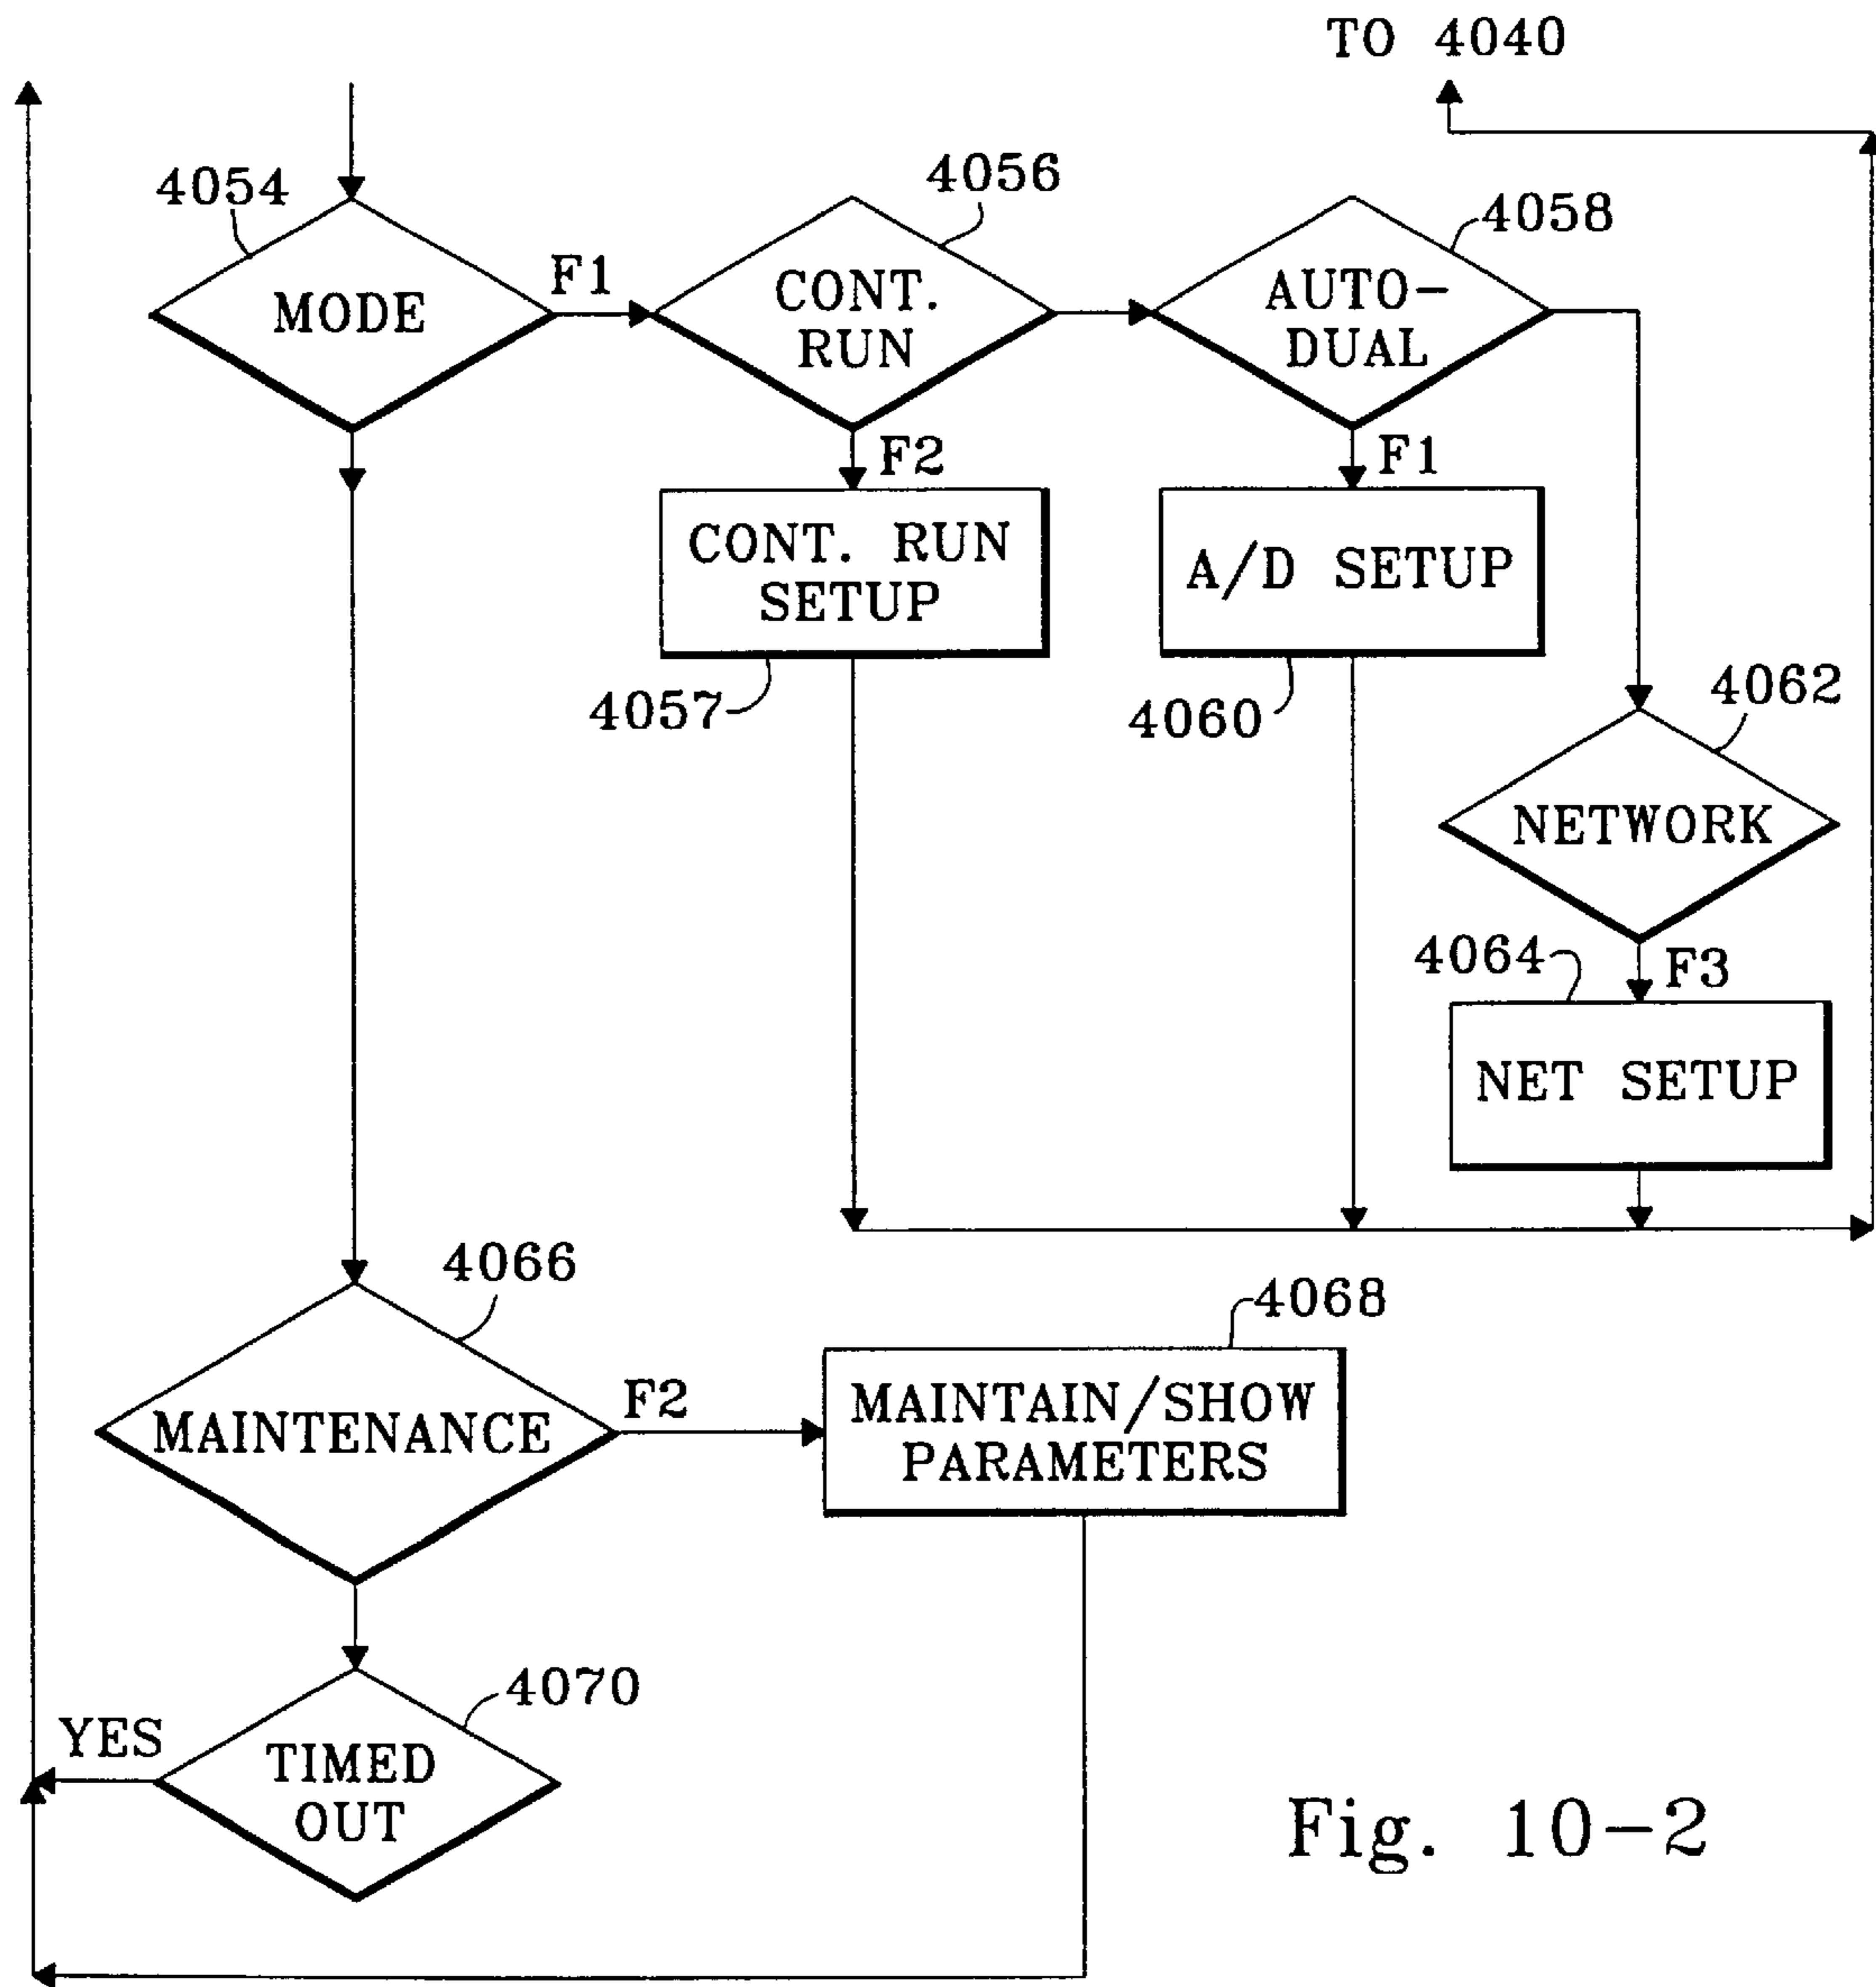 TO 4040
4054
4056
4058
MODE
F1
CONT.
RUN
AUTO-
DUAL
F2
F1
CONT. RUN
SETUP
A/D SETUP
4057
4060
4062
NETWORK
4064
F3
NET SETUP
4066
4068
MAINTENANCE
F2
MAINTAIN/SHOW
PARAMETERS
4070
YES
TIMED
OUT
Fig. 10-2